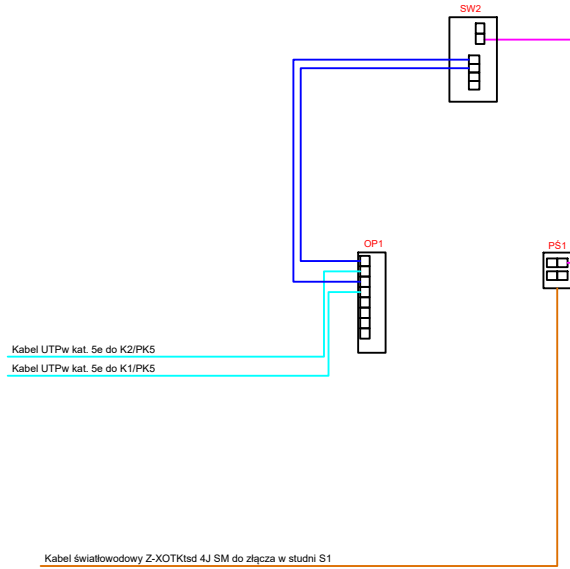 SW2
OP1
PŚ1
Kabel UTPw kat. 5e do K2/PK5
Kabel UTPw kat. 5e do K1/PK5
Kabel światłowodowy Z-XOTKtsd 4J SM do złącza w studni S1